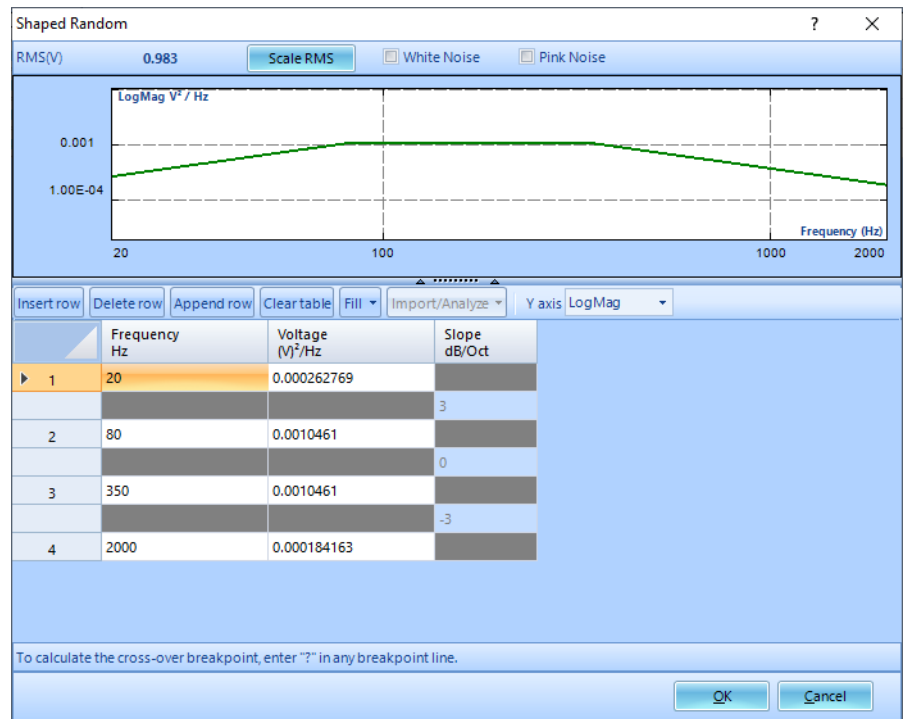 Shaped Random ?
RMS(V) 0.983 Scale RMS White Noise Pink Noise
LogMag V² / Hz
0.001
1.00E-04
Frequency (Hz)
20 100 1000 2000
Insert row Delete row Append row Clear table Fill Import/Analyze Y axis LogMag
Frequency Voltage Slope
Hz (V)²/Hz dB/Oct
1 20 0.000262769
3
2 80 0.0010461
0
3 350 0.0010461
-3
4 2000 0.000184163
To calculate the cross-over breakpoint, enter "?" in any breakpoint line.
OK Cancel